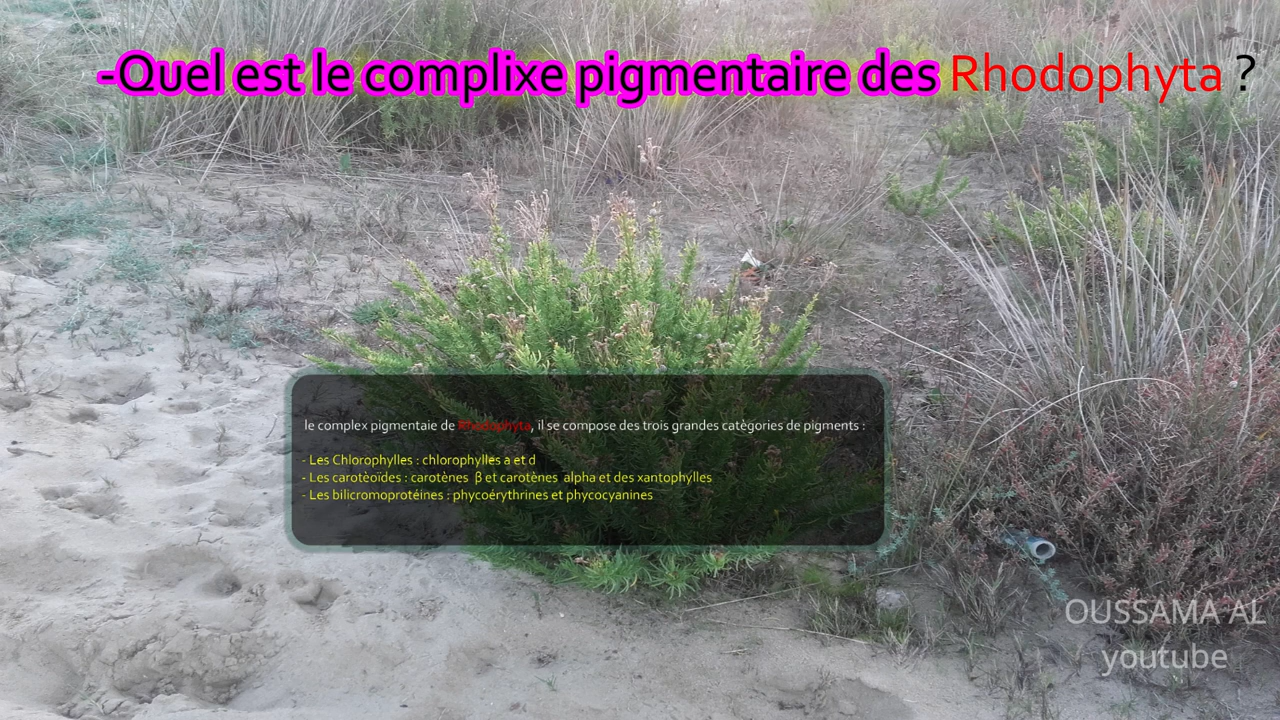 -Quel est le complixe pigmentaire des Rhodophyta ?
le complex pigmentaie de Rhodophyta, il se compose des trois grandes catègories de pigments :
- Les Chlorophylles : chlorophylles a et d
- Les carotèoïdes : carotènes β et carotènes alpha et des xantophylles
- Les bilicromoprotéines : phycoérythrines et phycocyanines
OUSSAMA AL
youtube